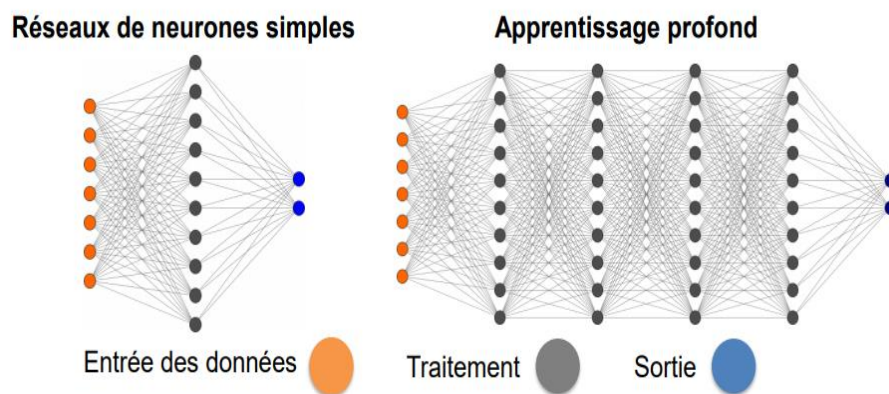 Réseaux de neurones simples
Apprentissage profond
Entrée des données
Traitement
Sortie